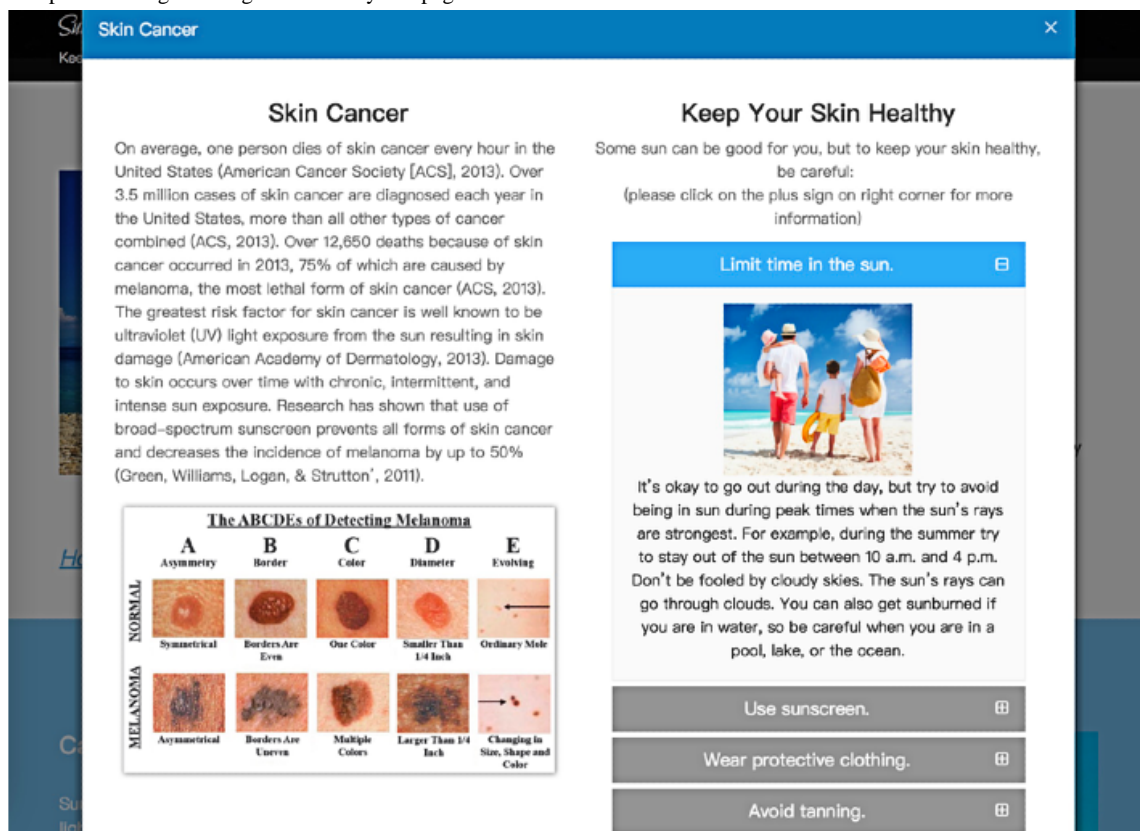 Skin Cancer
×
Skin Cancer
On average, one person dies of skin cancer every hour in the
United States (American Cancer Society [ACS], 2013). Over
3.5 million cases of skin cancer are diagnosed each year in
the United States, more than all other types of cancer
combined (ACS, 2013). Over 12,650 deaths because of skin
cancer occurred in 2013, 75% of which are caused by
melanoma, the most lethal form of skin cancer (ACS, 2013).
The greatest risk factor for skin cancer is well known to be
ultraviolet (UV) light exposure from the sun resulting in skin
damage (American Academy of Dermatology, 2013). Damage
to skin occurs over time with chronic, intermittent, and
intense sun exposure. Research has shown that use of
broad-spectrum sunscreen prevents all forms of skin cancer
and decreases the incidence of melanoma by up to 50%
(Green, Williams, Logan, & Strutton', 2011).
The ABCDEs of Detecting Melanoma
A B C D E
Asymmetry Border Color Diameter Evolving
NORMAL
Symmetrical Borders Are Even One Color Smaller Than 1/4 Inch Ordinary Mole
MELANOMA
Asymmetrical Borders Are Uneven Multiple Colors Larger Than 1/4 Inch Changing in Size, Shape and Color
Keep Your Skin Healthy
Some sun can be good for you, but to keep your skin healthy,
be careful:
(please click on the plus sign on right corner for more
information)
Limit time in the sun.
It's okay to go out during the day, but try to avoid
being in sun during peak times when the sun's rays
are strongest. For example, during the summer try
to stay out of the sun between 10 a.m. and 4 p.m.
Don't be fooled by cloudy skies. The sun's rays can
go through clouds. You can also get sunburned if
you are in water, so be careful when you are in a
pool, lake, or the ocean.
Use sunscreen.
Wear protective clothing.
Avoid tanning.